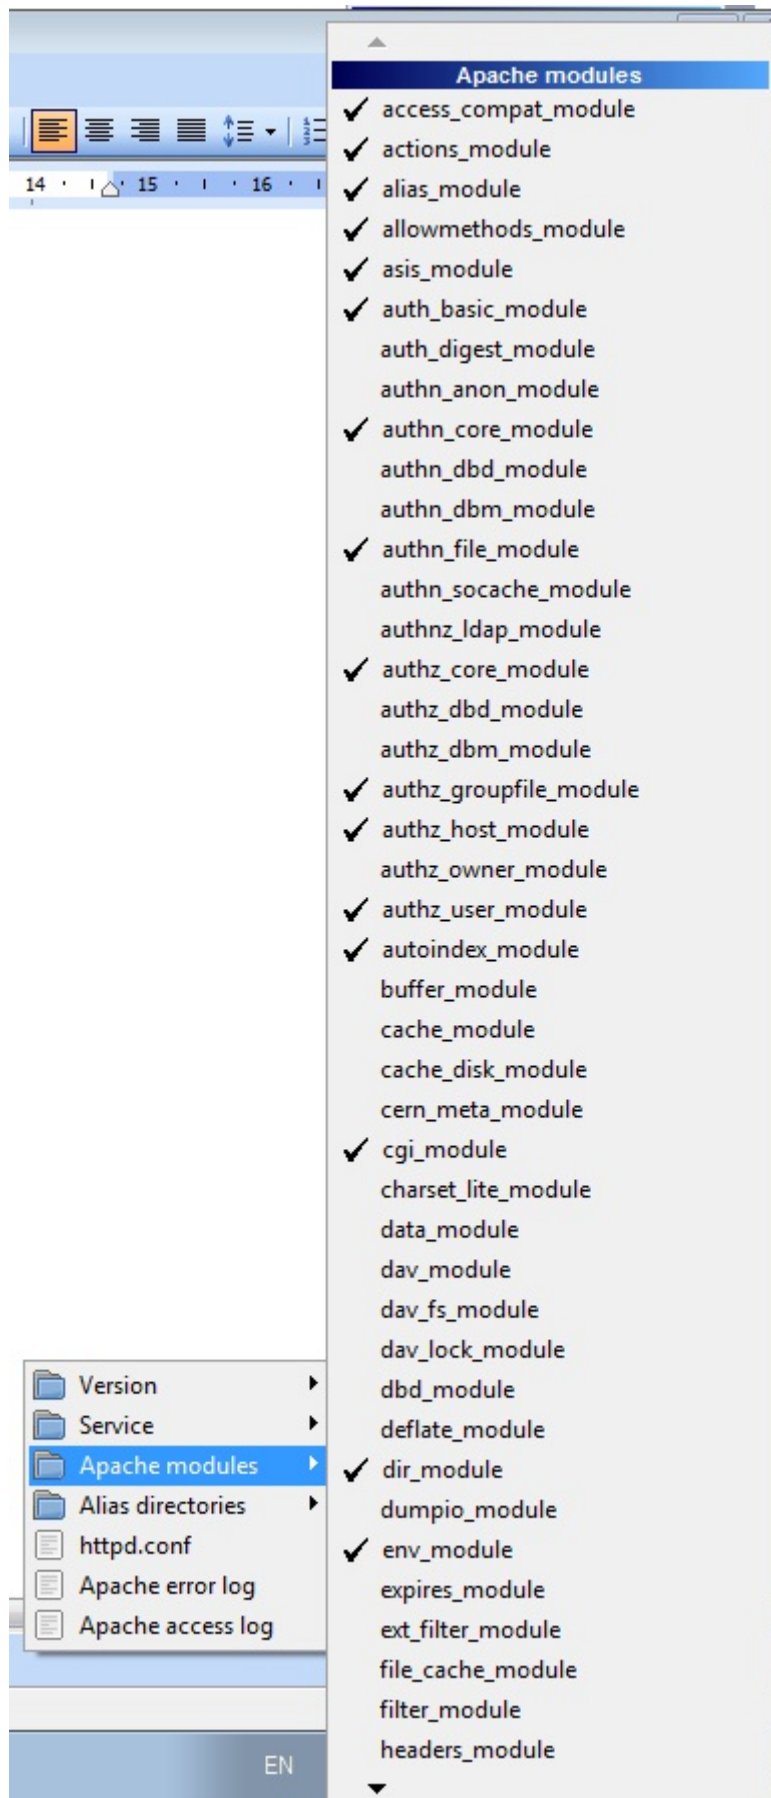 Apache modules
access_compat_module
actions_module
alias_module
allowmethods_module
asis_module
auth_basic_module
auth_digest_module
authn_anon_module
authn_core_module
authn_dbd_module
authn_dbm_module
authn_file_module
authn_socache_module
authnz_ldap_module
authz_core_module
authz_dbd_module
authz_dbm_module
authz_groupfile_module
authz_host_module
authz_owner_module
authz_user_module
autoindex_module
buffer_module
cache_module
cache_disk_module
cern_meta_module
cgi_module
charset_lite_module
data_module
dav_module
dav_fs_module
dav_lock_module
dbd_module
deflate_module
dir_module
dumpio_module
env_module
expires_module
ext_filter_module
file_cache_module
filter_module
headers_module
14 15 16
Version
Service
Apache modules
Alias directories
httpd.conf
Apache error log
Apache access log
EN